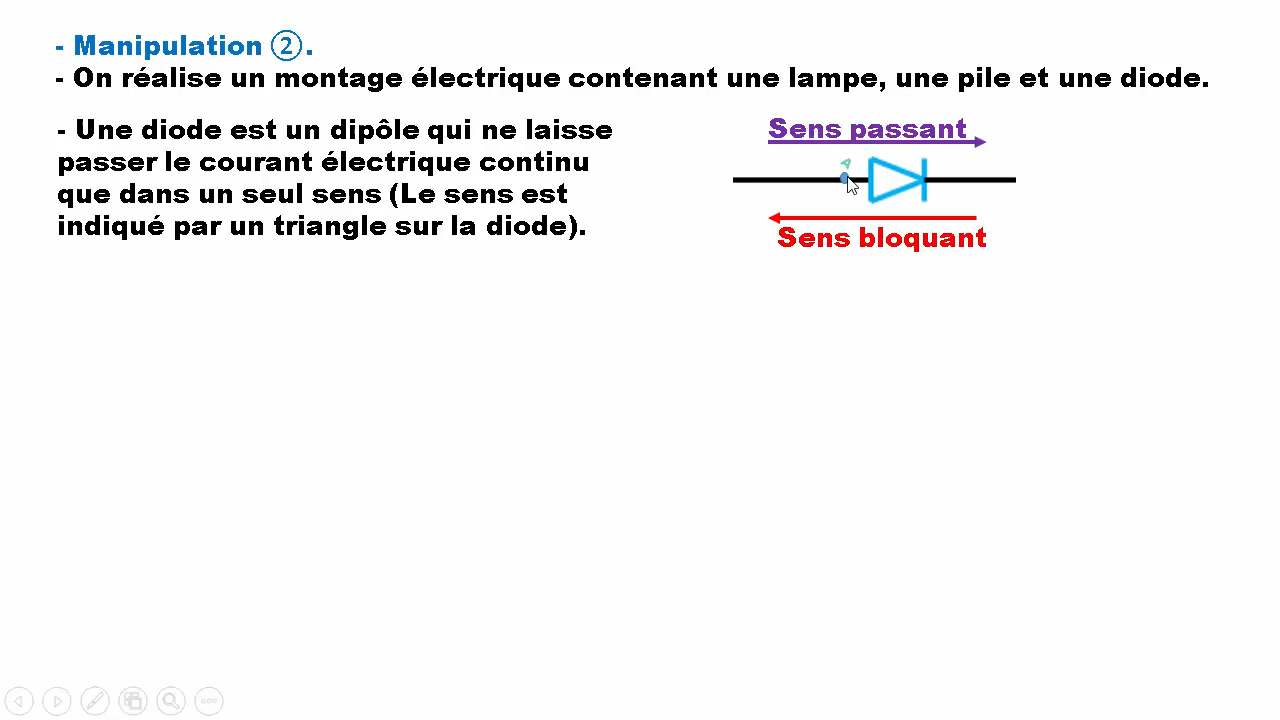 - Manipulation ②.
- On réalise un montage électrique contenant une lampe, une pile et une diode.
- Une diode est un dipôle qui ne laisse
passer le courant électrique continu
que dans un seul sens (Le sens est
indiqué par un triangle sur la diode).
Sens passant
Sens bloquant